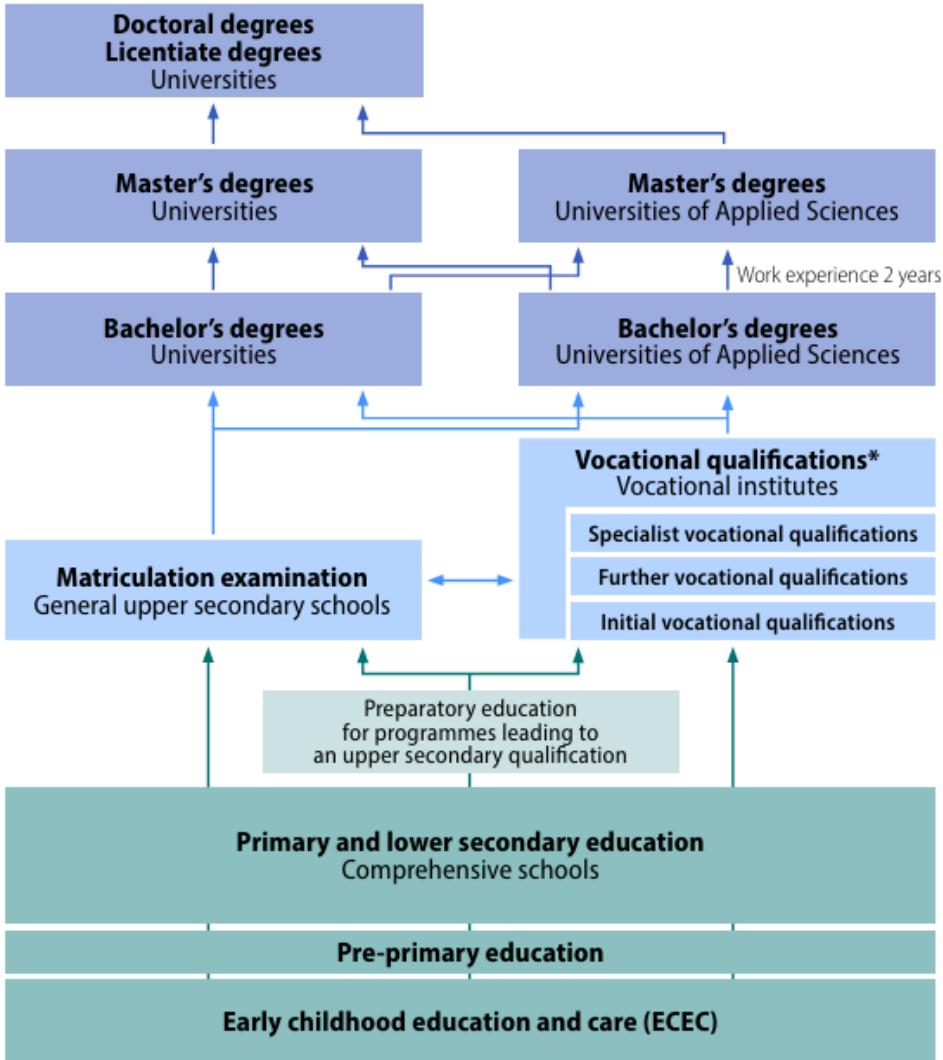 Doctoral degrees
Licentiate degrees
Universities
Master's degrees
Universities
Master's degrees
Universities of Applied Sciences
Work experience 2 years
Bachelor's degrees
Universities
Bachelor's degrees
Universities of Applied Sciences
Vocational qualifications*
Vocational institutes
Specialist vocational qualifications
Further vocational qualifications
Initial vocational qualifications
Matriculation examination
General upper secondary schools
Preparatory education
for programmes leading to
an upper secondary qualification
Primary and lower secondary education
Comprehensive schools
Pre-primary education
Early childhood education and care (ECEC)